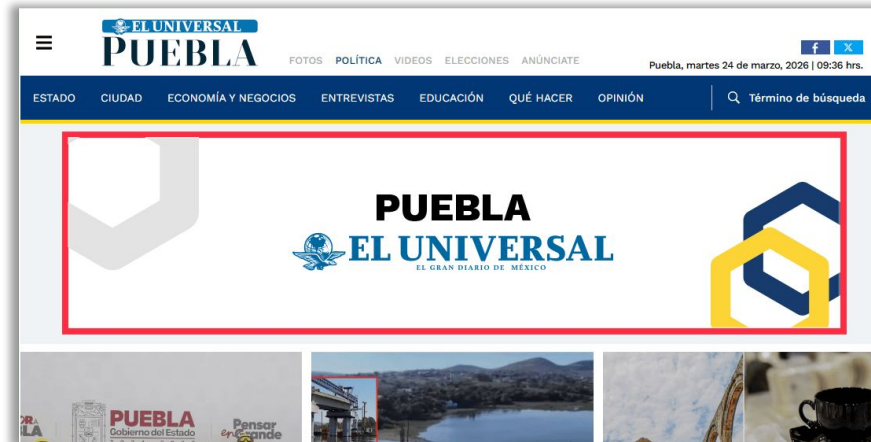 EL UNIVERSAL
PUEBLA
FOTOS POLÍTICA VIDEOS ELECCIONES ANÚNCIATE
Puebla, martes 24 de marzo, 2026 | 09:36 hrs.
ESTADO CIUDAD ECONOMÍA Y NEGOCIOS ENTREVISTAS EDUCACIÓN QUÉ HACER OPINIÓN Término de búsqueda
PUEBLA
EL UNIVERSAL
EL GRAN DIARIO DE MÉXICO
PUEBLA
Gobierno del Estado
Pensar
en Grande